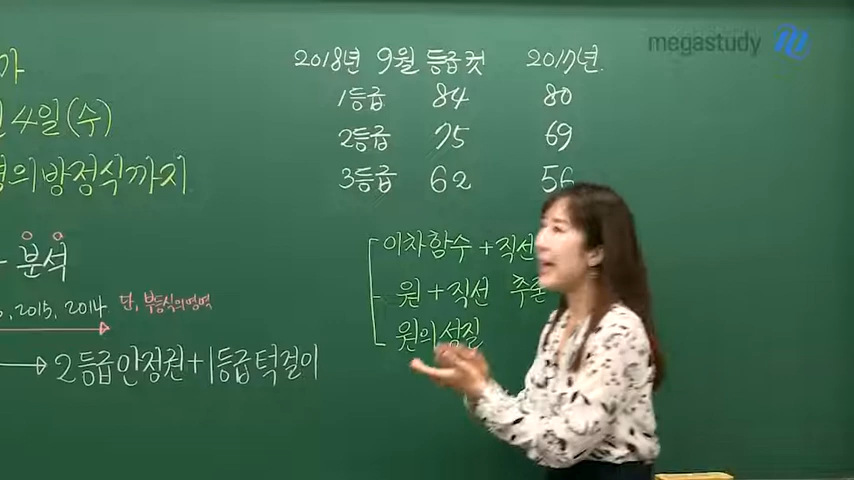 megastudy
2018년 9월 등급컷 2017년
1등급 84 80
2등급 75 69
3등급 62 56
가
4일(수)
의방정식까지
분석
2015, 2014 단, 부등식의영역
2등급안정권+1등급턱걸이
이차함수+직선
원+직선
원의성질